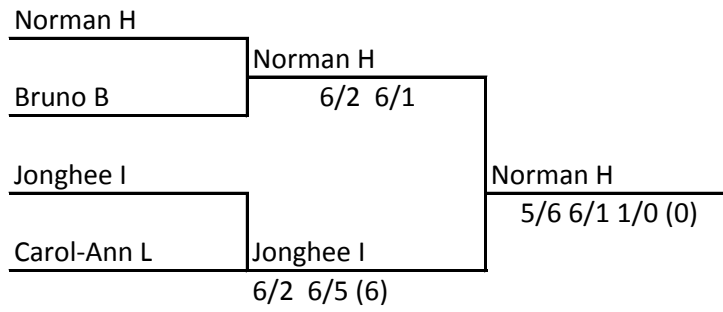 Norman H
Norman H
Bruno B
6/2 6/1
Jonghee I
Norman H
5/6 6/1 1/0 (0)
Carol-Ann L
Jonghee I
6/2 6/5 (6)